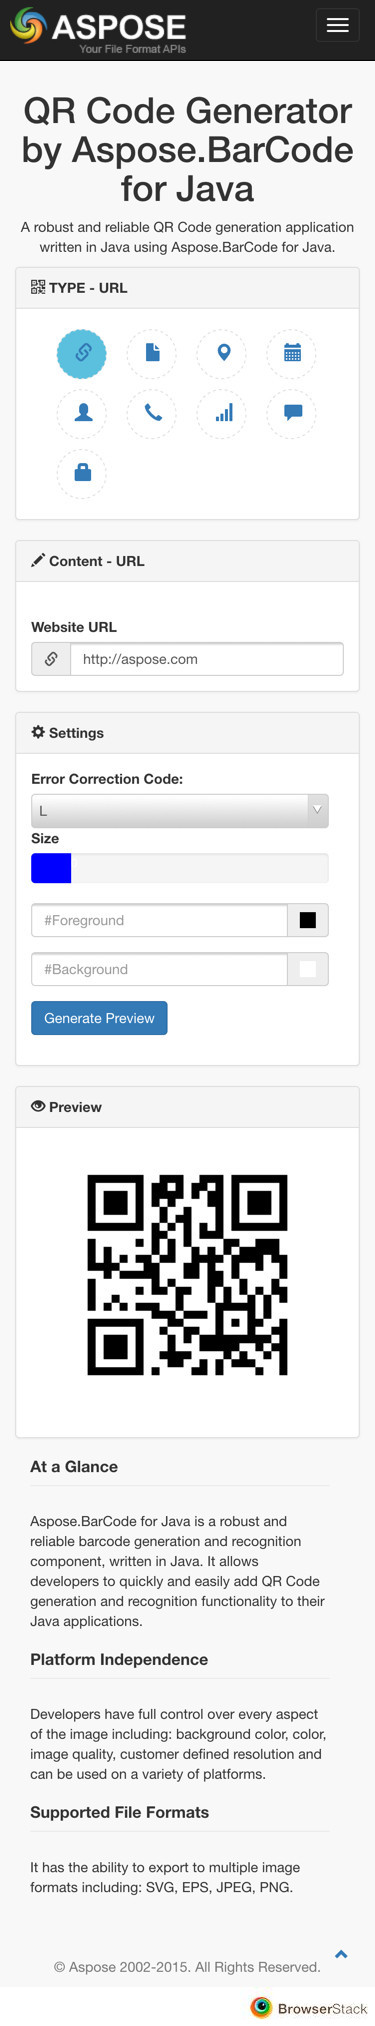 ASPOSE
Your File Format APIs
QR Code Generator
by Aspose.BarCode
for Java
A robust and reliable QR Code generation application
written in Java using Aspose.BarCode for Java.
TYPE - URL
Content - URL
Website URL
http://aspose.com
Settings
Error Correction Code:
L
Size
#Foreground
#Background
Generate Preview
Preview
At a Glance
Aspose.BarCode for Java is a robust and
reliable barcode generation and recognition
component, written in Java. It allows
developers to quickly and easily add QR Code
generation and recognition functionality to their
Java applications.
Platform Independence
Developers have full control over every aspect
of the image including: background color, color,
image quality, customer defined resolution and
can be used on a variety of platforms.
Supported File Formats
It has the ability to export to multiple image
formats including: SVG, EPS, JPEG, PNG.
© Aspose 2002-2015. All Rights Reserved.
BrowserStack